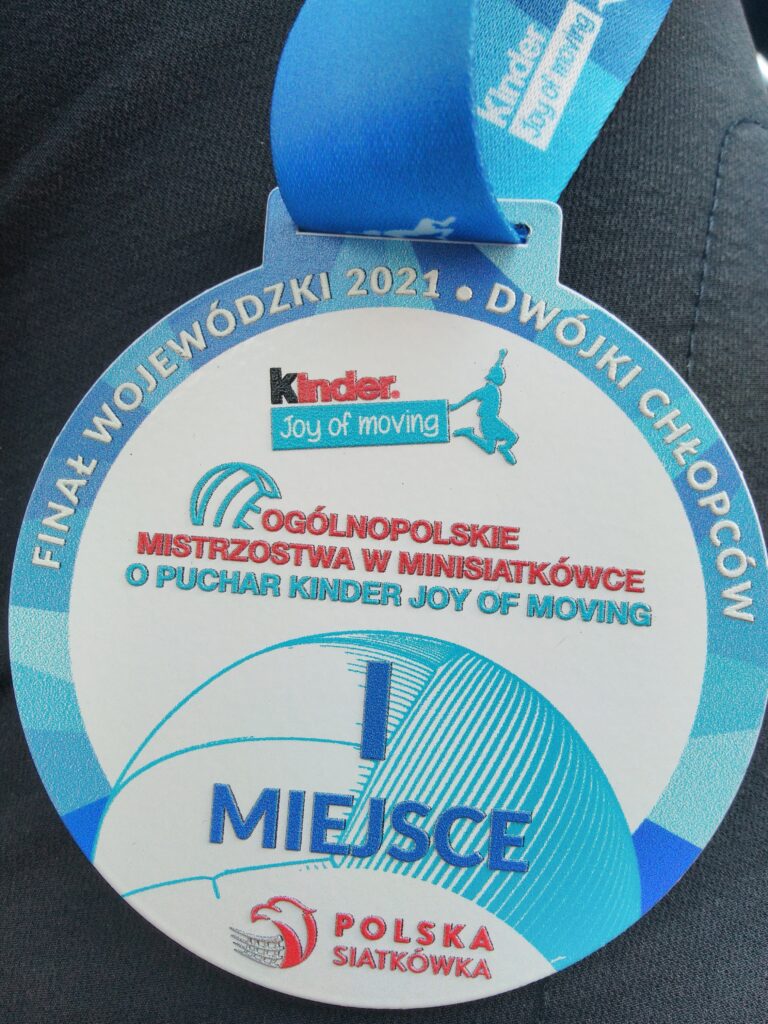 Kinder
Joy of moving
FINAŁ WOJEWÓDZKI 2021 • DWÓJKI CHŁOPCÓW
Kinder.
Joy of moving
OGÓLNOPOLSKIE
MISTRZOSTWA W MINISIATKÓWCE
O PUCHAR KINDER JOY OF MOVING
I
MIEJSCE
POLSKA
SIATKÓWKA